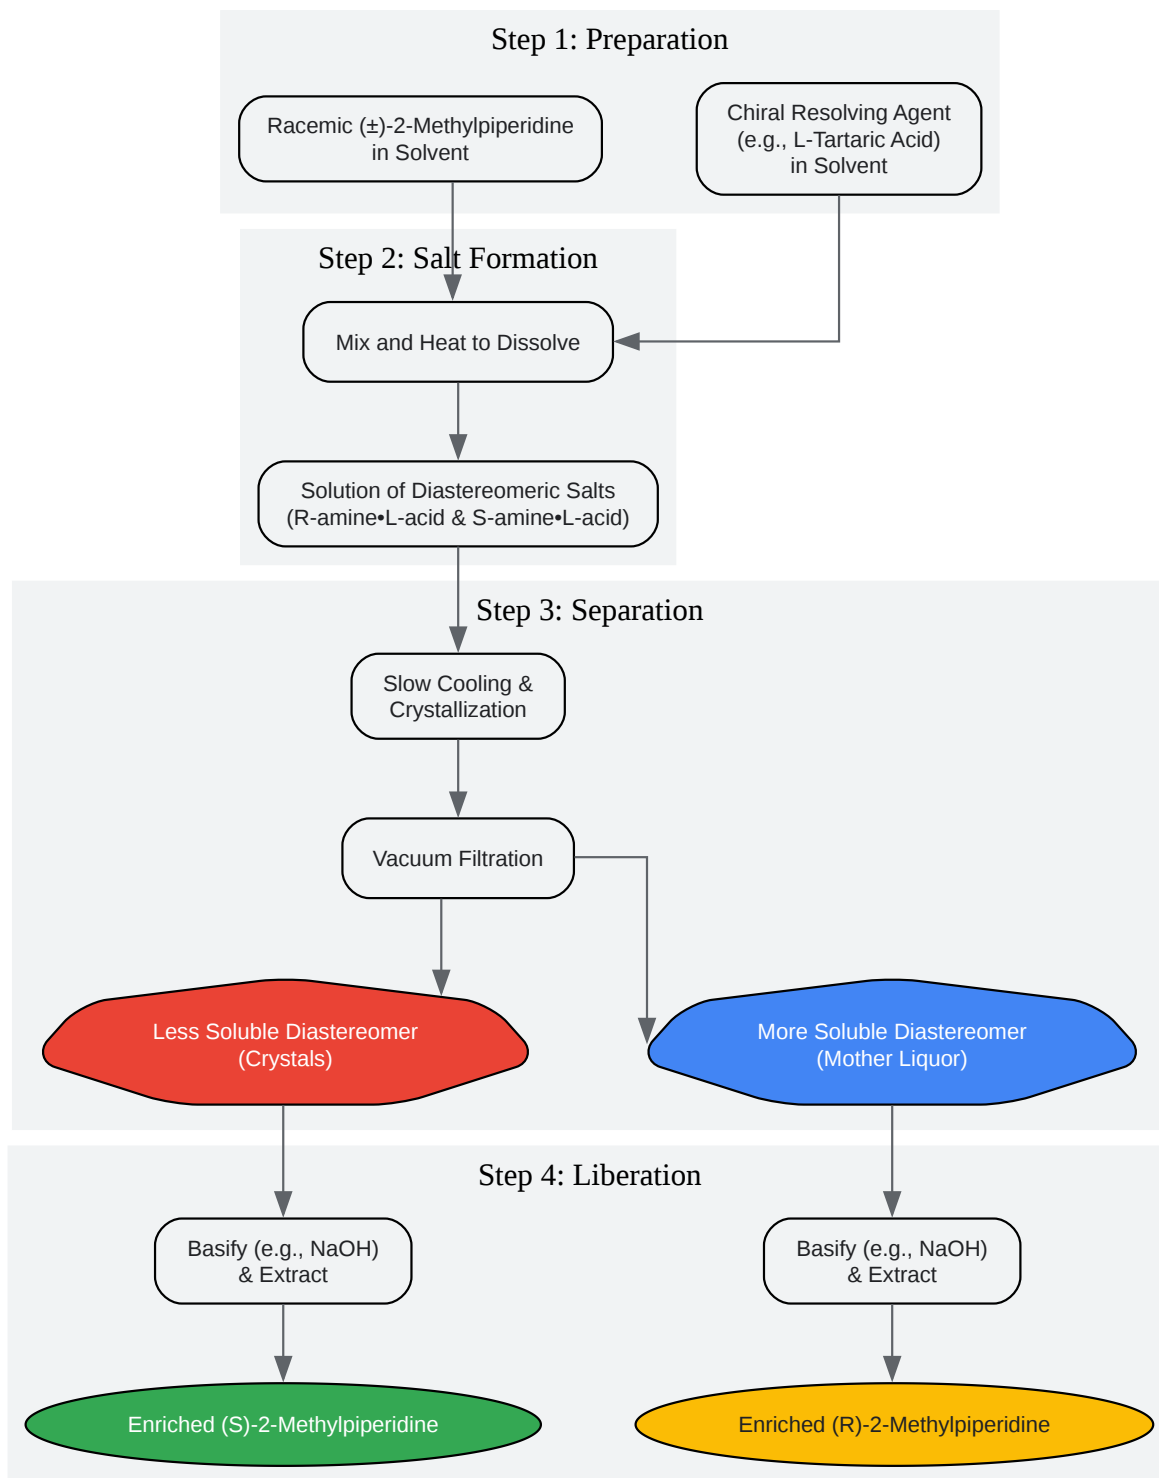 Step 1: Preparation
Racemic (±)-2-Methylpiperidine
in Solvent
Chiral Resolving Agent
(e.g., L-Tartaric Acid)
in Solvent
Step 2: Salt Formation
Mix and Heat to Dissolve
Solution of Diastereomeric Salts
(R-amine•L-acid & S-amine•L-acid)
Step 3: Separation
Slow Cooling &
Crystallization
Vacuum Filtration
Less Soluble Diastereomer
(Crystals)
More Soluble Diastereomer
(Mother Liquor)
Step 4: Liberation
Basify (e.g., NaOH)
& Extract
Basify (e.g., NaOH)
& Extract
Enriched (S)-2-Methylpiperidine
Enriched (R)-2-Methylpiperidine